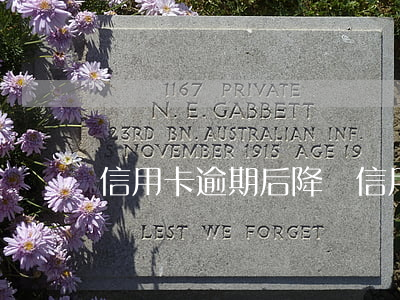 1167 PRIVATE
N. E. GABBETT
23RD BN. AUSTRALIAN INF.
5 NOVEMBER 1915 AGE 19
信用卡逾期后降 信用
LEST WE FORGET